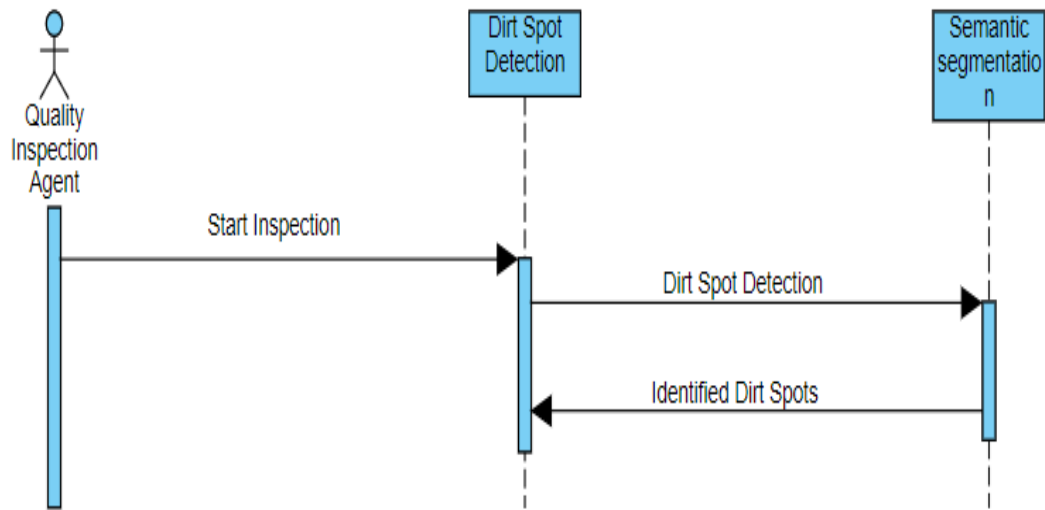 Dirt Spot
Detection
Semantic
segmentatio
n
Quality
Inspection
Agent
Start Inspection
Dirt Spot Detection
Identified Dirt Spots